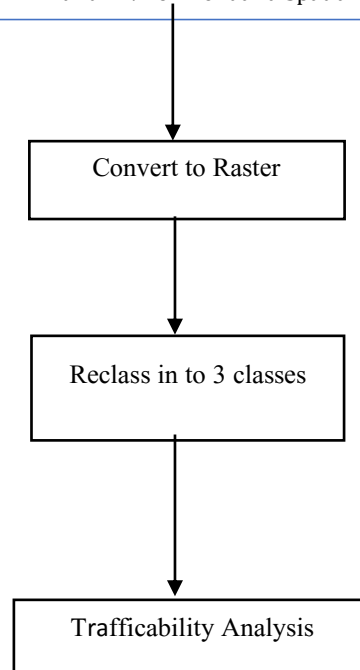 Convert to Raster
Reclass in to 3 classes
Trafficability Analysis